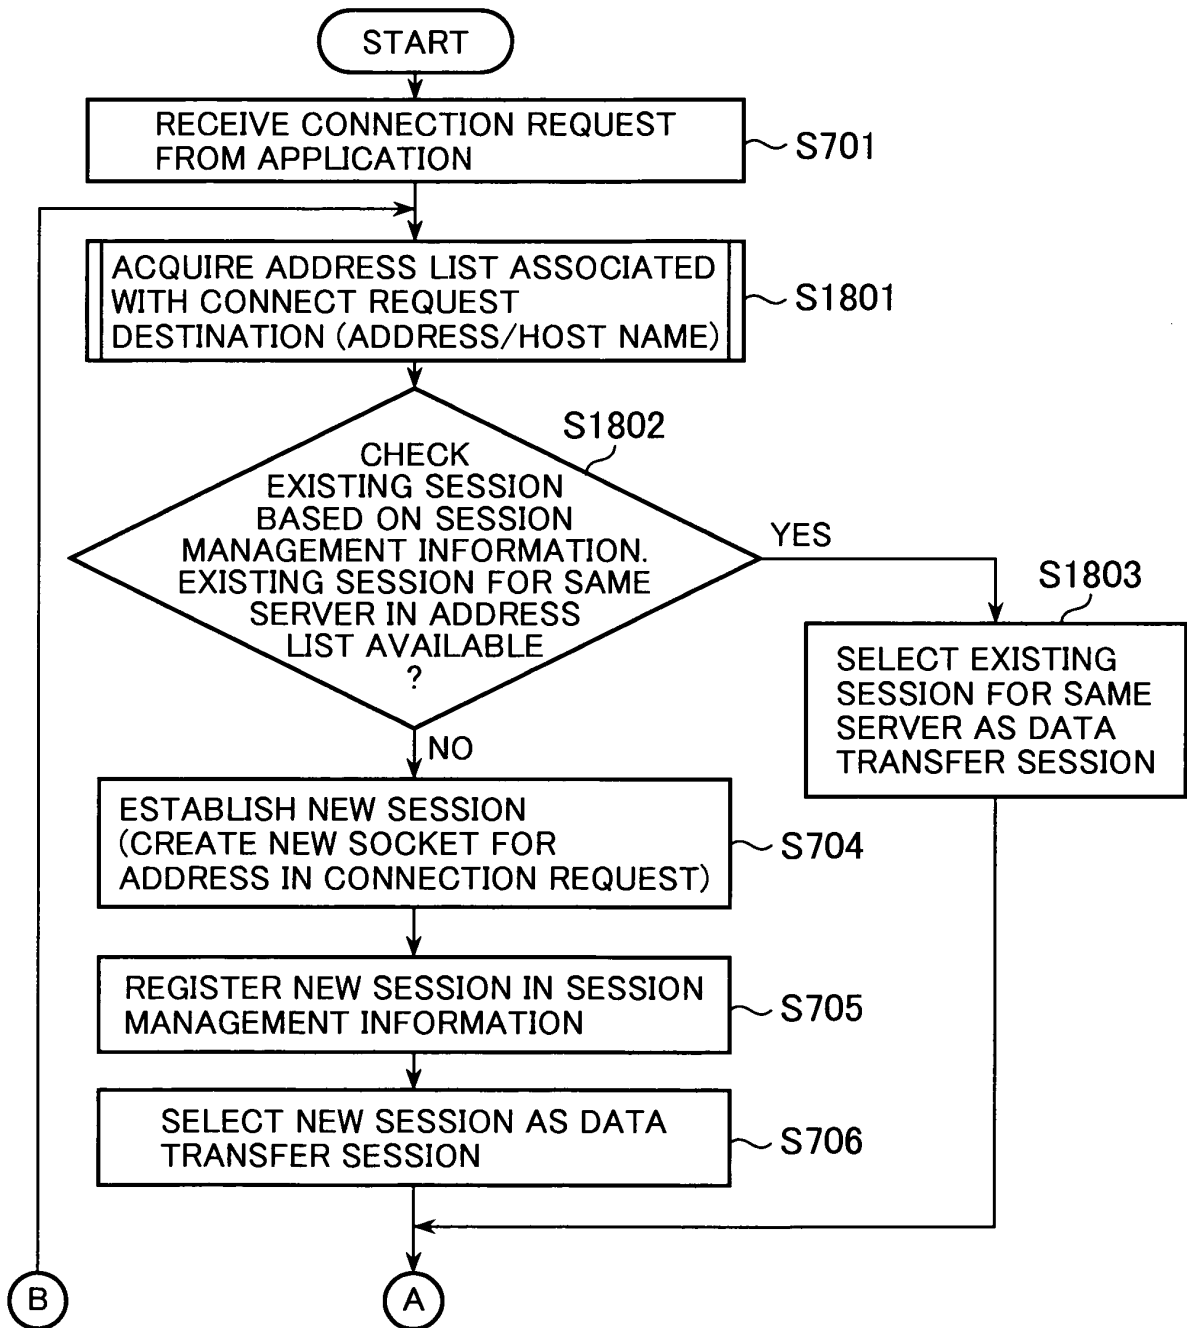 START
RECEIVE CONNECTION REQUEST
FROM APPLICATION
S701
ACQUIRE ADDRESS LIST ASSOCIATED
WITH CONNECT REQUEST
DESTINATION (ADDRESS/HOST NAME)
S1801
S1802
CHECK
EXISTING SESSION
BASED ON SESSION
MANAGEMENT INFORMATION.
EXISTING SESSION FOR SAME
SERVER IN ADDRESS
LIST AVAILABLE
?
YES
S1803
SELECT EXISTING
SESSION FOR SAME
SERVER AS DATA
TRANSFER SESSION
NO
ESTABLISH NEW SESSION
(CREATE NEW SOCKET FOR
ADDRESS IN CONNECTION REQUEST)
S704
REGISTER NEW SESSION IN SESSION
MANAGEMENT INFORMATION
S705
SELECT NEW SESSION AS DATA
TRANSFER SESSION
S706
B
A